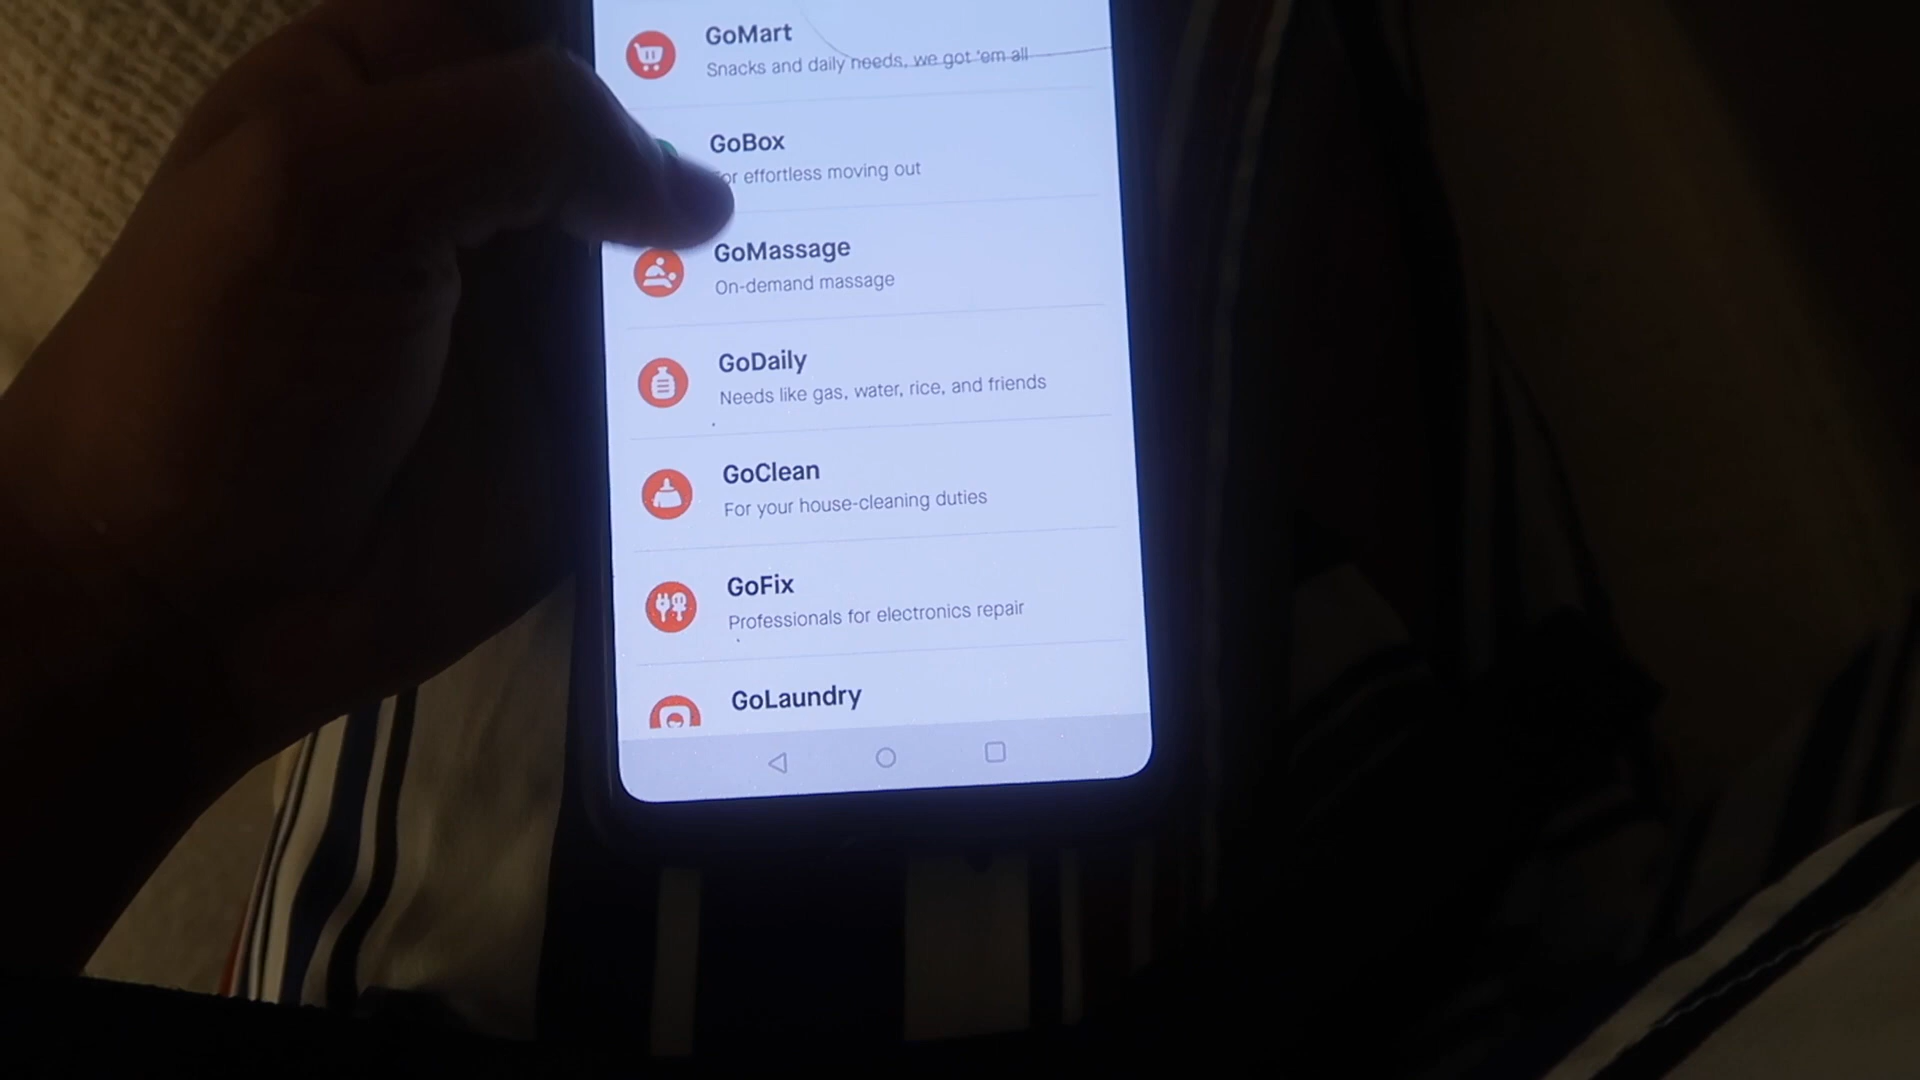 GoMart
Snacks and daily needs, we got 'em all
GoBox
or effortless moving out
GoMassage
On-demand massage
GoDaily
Needs like gas, water, rice, and friends
GoClean
For your house-cleaning duties
GoFix
Professionals for electronics repair
GoLaundry